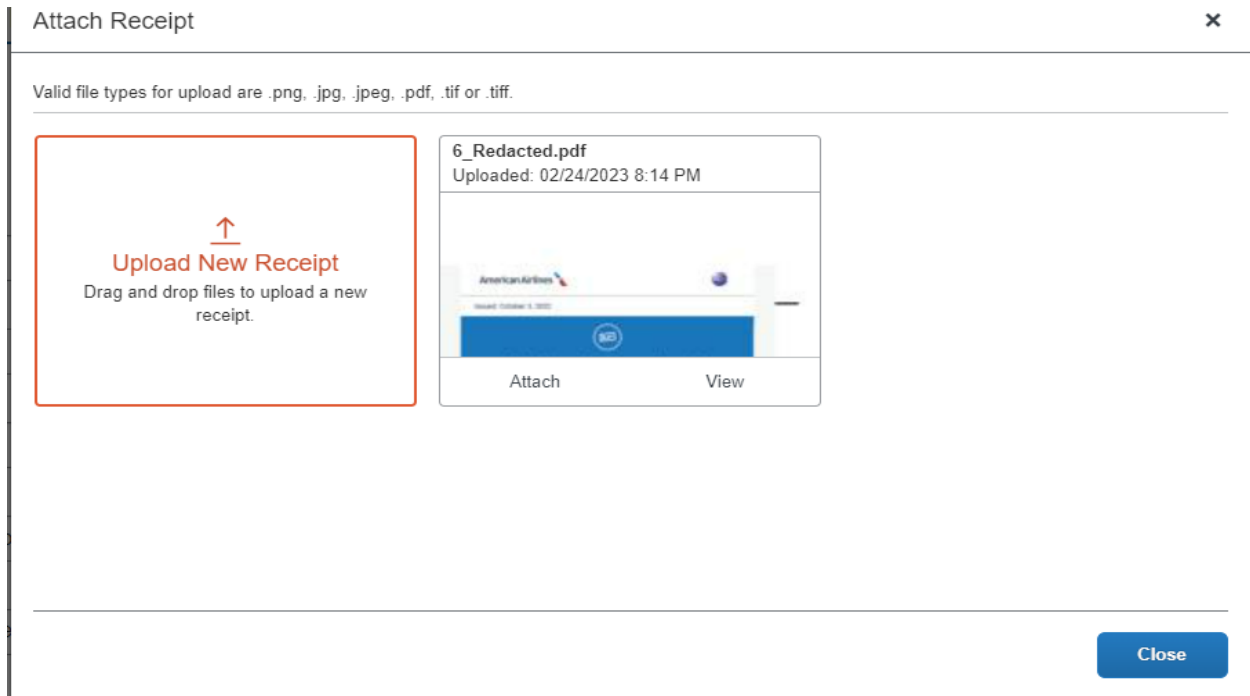 Attach Receipt
Valid file types for upload are .png, .jpg, .jpeg, .pdf, .tif or .tiff.
Upload New Receipt
Drag and drop files to upload a new
receipt.
6_Redacted.pdf
Uploaded: 02/24/2023 8:14 PM
American Airlines
Attach View
Close